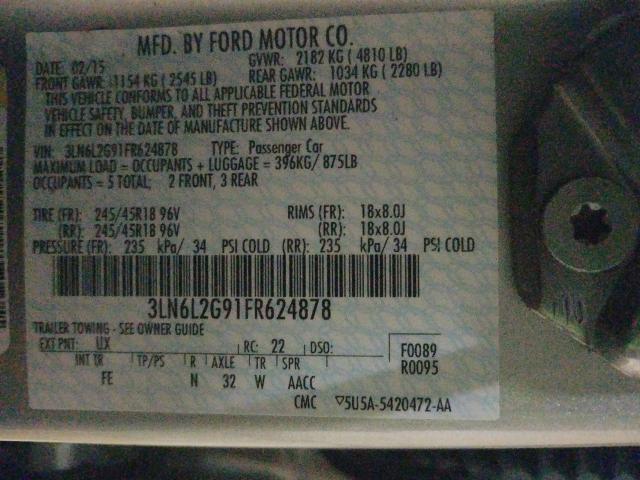 MFD. BY FORD MOTOR CO.
DATE: 02/15 GVWR: 2182 KG ( 4810 LB)
FRONT GAWR: 1154 KG ( 2545 LB) REAR GAWR: 1034 KG ( 2280 LB)
THIS VEHICLE CONFORMS TO ALL APPLICABLE FEDERAL MOTOR
VEHICLE SAFETY, BUMPER, AND THEFT PREVENTION STANDARDS
IN EFFECT ON THE DATE OF MANUFACTURE SHOWN ABOVE.
VIN: 3LN6L2G91FR624878 TYPE: Passenger Car
MAXIMUM LOAD = OCCUPANTS + LUGGAGE = 396KG/ 875LB
OCCUPANTS = 5 TOTAL; 2 FRONT, 3 REAR
TIRE (FR): 245/45R18 96V RIMS (FR): 18x8.0J
(RR): 245/45R18 96V (RR): 18x8.0J
PRESSURE (FR): 235 kPa/ 34 PSI COLD (RR): 235 kPa/ 34 PSI COLD
3LN6L2G91FR624878
TRAILER TOWING - SEE OWNER GUIDE
EXT PNT: UX RC: 22 DSO: F0089
INT TR TP/PS R AXLE TR SPR R0095
FE N 32 W AACC
CMC ▽5U5A-5420472-AA